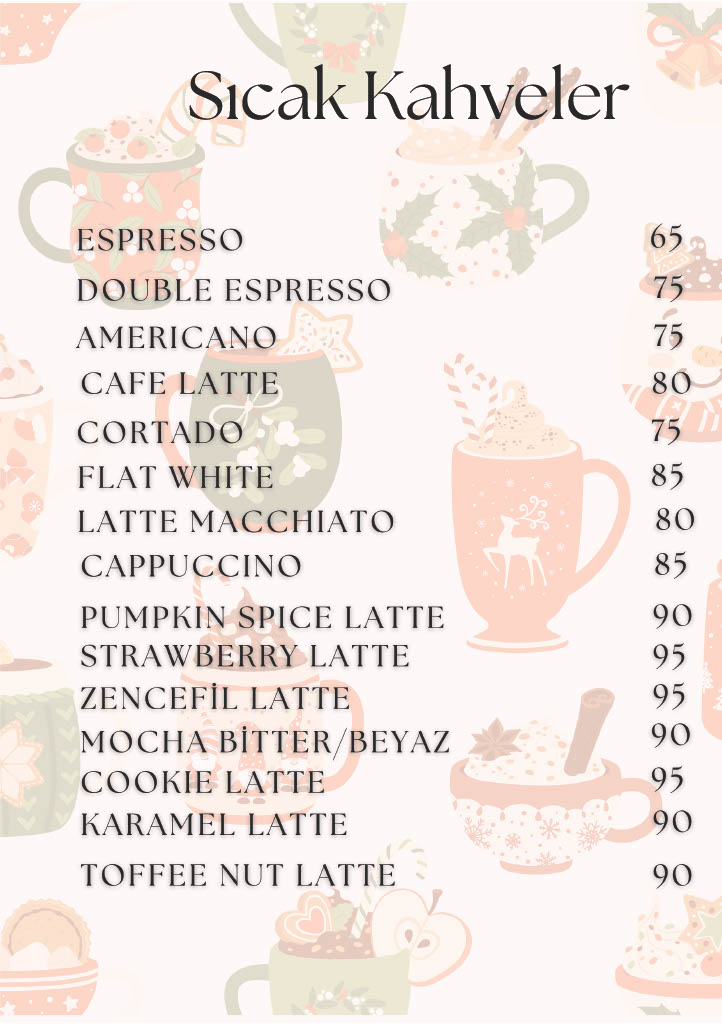 Sıcak Kahveler
ESPRESSO 65
DOUBLE ESPRESSO 75
AMERICANO 75
CAFE LATTE 80
CORTADO 75
FLAT WHITE 85
LATTE MACCHIATO 80
CAPPUCCINO 85
PUMPKIN SPICE LATTE 90
STRAWBERRY LATTE 95
ZENCEFİL LATTE 95
MOCHA BİTTER/BEYAZ 90
COOKIE LATTE 95
KARAMEL LATTE 90
TOFFEE NUT LATTE 90